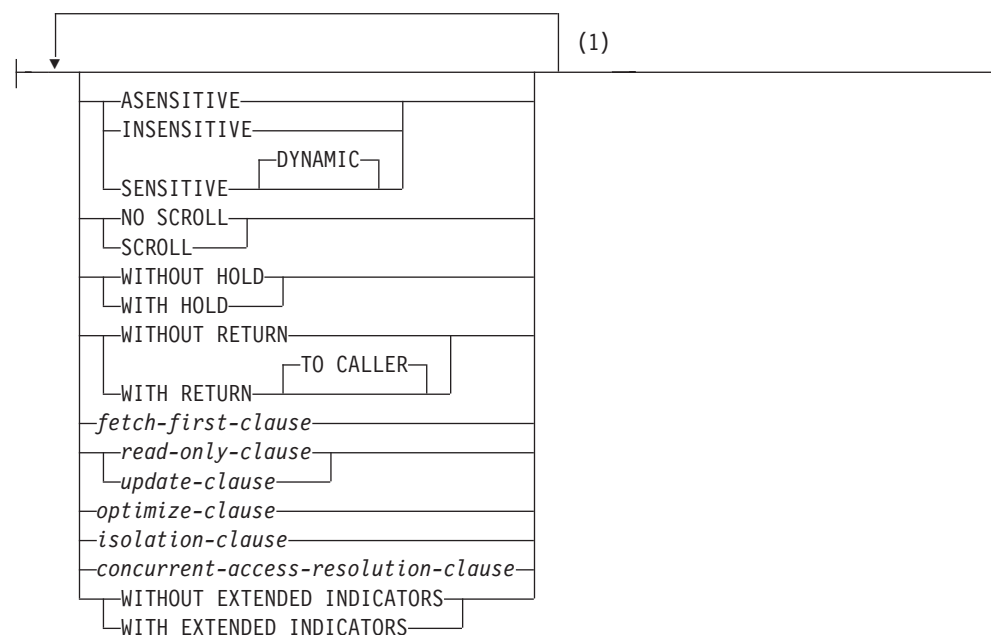 (1)
ASENSITIVE
INSENSITIVE
DYNAMIC
SENSITIVE
NO SCROLL
SCROLL
WITHOUT HOLD
WITH HOLD
WITHOUT RETURN
TO CALLER
WITH RETURN
fetch-first-clause
read-only-clause
update-clause
optimize-clause
isolation-clause
concurrent-access-resolution-clause
WITHOUT EXTENDED INDICATORS
WITH EXTENDED INDICATORS